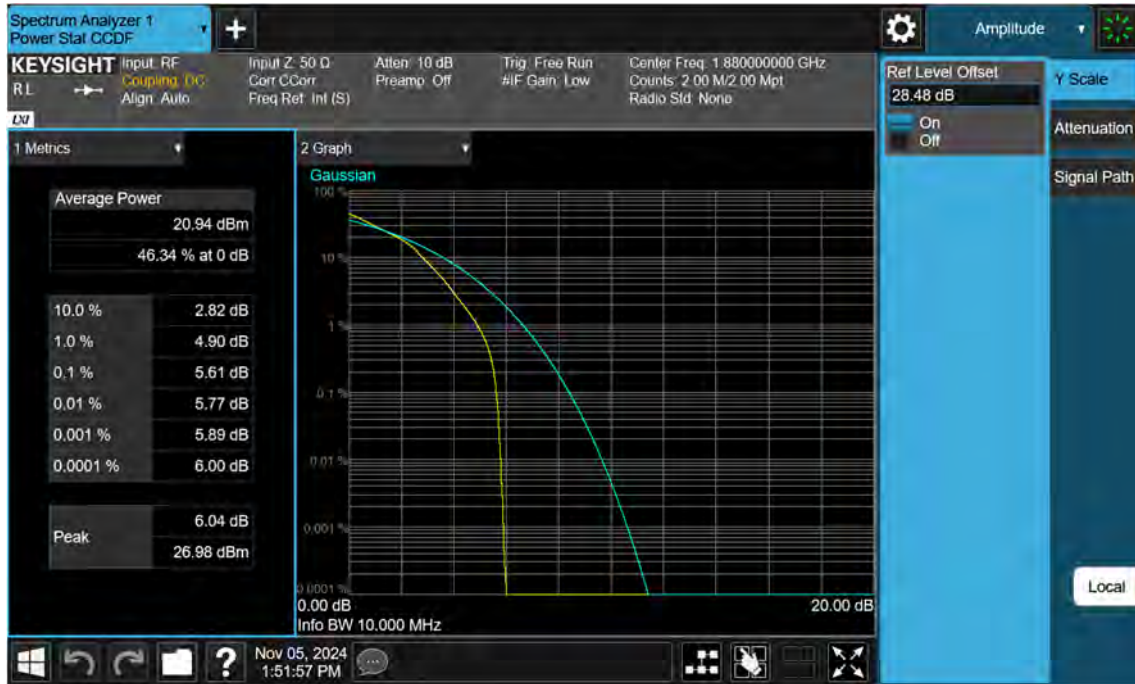 Spectrum Analyzer 1
Power Stat CCDF
Amplitude
KEYSIGHT
RL
LXI
Input: RF
Coupling: DC
Align: Auto
Input Z: 50 Ω
Corr CCorr
Freq Ref: Int (S)
Atten: 10 dB
Preamp: Off
Trig: Free Run
#IF Gain: Low
Center Freq: 1.880000000 GHz
Counts: 2.00 M/2.00 Mpt
Radio Std: None
Ref Level Offset
28.48 dB
On
Off
Y Scale
Attenuation
Signal Path
Local
1 Metrics
Average Power
20.94 dBm
46.34 % at 0 dB
10.0 % 2.82 dB
1.0 % 4.90 dB
0.1 % 5.61 dB
0.01 % 5.77 dB
0.001 % 5.89 dB
0.0001 % 6.00 dB
Peak
6.04 dB
26.98 dBm
2 Graph
Gaussian
100 %
10 %
1 %
0.1 %
0.01 %
0.001 %
0.0001 %
0.00 dB 20.00 dB
Info BW 10.000 MHz
?
Nov 05, 2024
1:51:57 PM